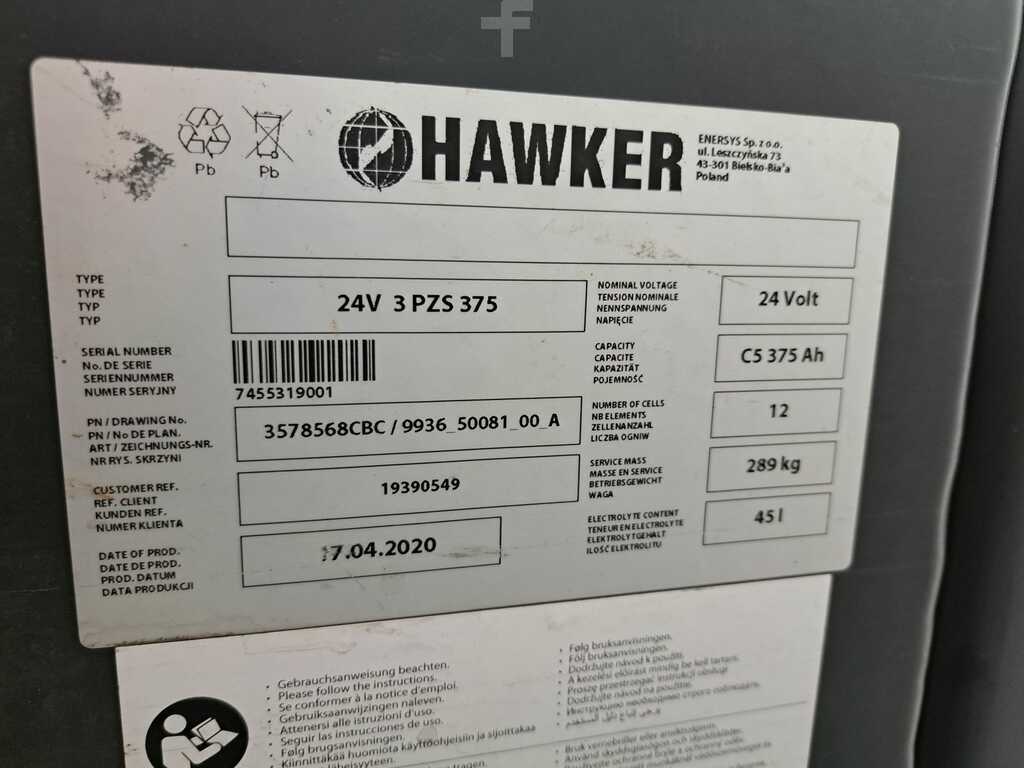 f
Pb
Pb
HAWKER
ENERSYS Sp. z o.o.
ul. Leszczyńska 73
43-301 Bielsko-Bia'a
Poland
TYPE
TYPE
TYP
TYP
24V 3 PZS 375
SERIAL NUMBER
No. DE SERIE
SERIENNUMMER
NUMER SERYJNY
7455319001
PN / DRAWING No.
PN / No DE PLAN.
ART / ZEICHNUNGS-NR.
NR RYS. SKRZYNI
3578568CBC / 9936_50081_00_A
CUSTOMER REF.
REF. CLIENT
KUNDEN REF.
NUMER KLIENTA
19390549
DATE OF PROD.
DATE DE PROD.
PROD. DATUM
DATA PRODUKCJI
7.04.2020
NOMINAL VOLTAGE
TENSION NOMINALE
NENNSPANNUNG
NAPIĘCIE
24 Volt
CAPACITY
CAPACITE
KAPAZITÄT
POJEMNOŚĆ
C5 375 Ah
NUMBER OF CELLS
NB ELEMENTS
ZELLENANZAHL
LICZBA OGNIW
12
SERVICE MASS
MASSE EN SERVICE
BETRIEBSGEWICHT
WAGA
289 kg
ELECTROLYTE CONTENT
TENEUR EN ELECTROLYTE
ELEKTROLYTGEHALT
ILOŚĆ ELEKTROLITU
45 l
• Gebrauchsanweisung beachten.
• Please follow the instructions.
• Se conformer à la notice d'emploi.
• Gebruiksaanwijzingen naleven.
• Attenersi alle istruzioni d'uso.
• Seguir las instrucciones de uso.
• Følg brugsanvisningen.
• Kiinnittäkää huomiota käyttöohjeisiin ja sijoittakaa
• Følg bruksanvisningen.
• Följ bruksanvisningen.
• Dodržujte návod k použití.
• A kezelési előírást mindig be kell tartani.
• Proszę przestrzegać instrukcji obsługi
• Dodržujte návod na použitie.
• Инструкцию необходимо строго соблюдать.